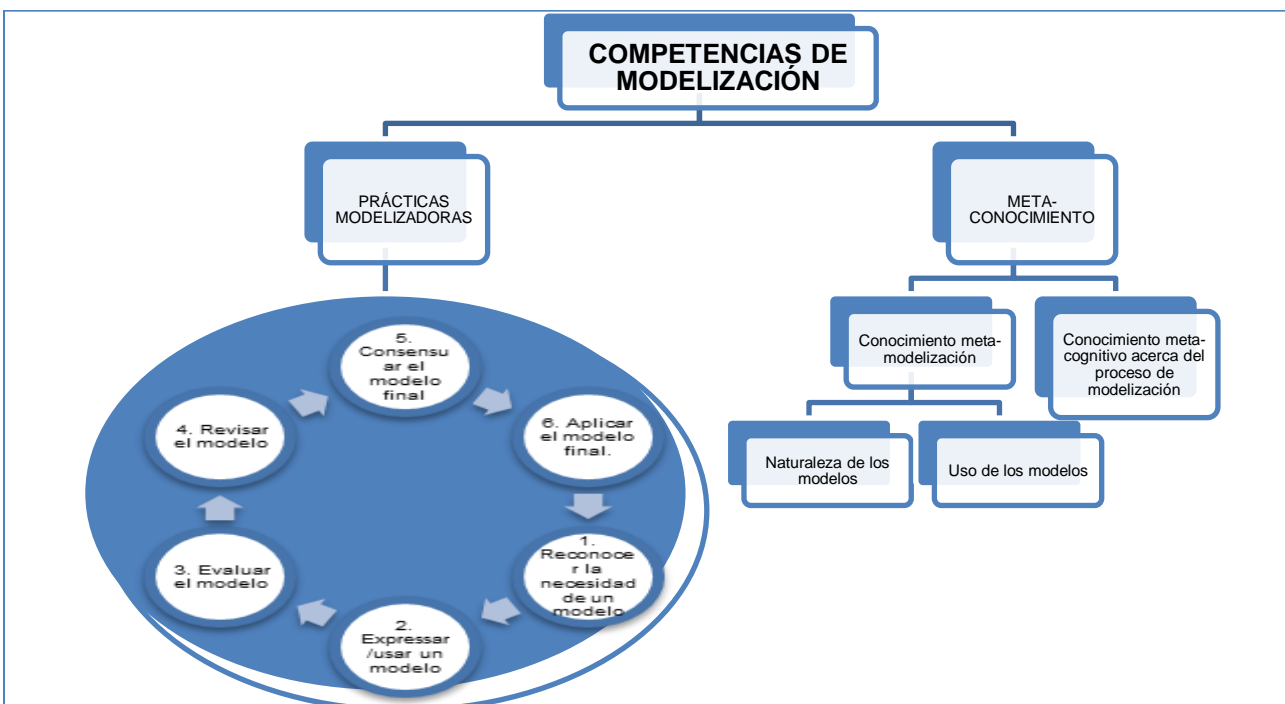 COMPETENCIAS DE
MODELIZACIÓN
PRÁCTICAS
MODELIZADORAS
META-
CONOCIMIENTO
5.
Consensu
ar el
modelo
final
4. Revisar
el modelo
6. Aplicar
el modelo
final.
3. Evaluar
el modelo
1.
Reconoce
r la
necesidad
de un
modelo
2.
Expressar
/usar un
modelo
Conocimiento meta-
modelización
Conocimiento meta-
cognitivo acerca del
proceso de
modelización
Naturaleza de los
modelos
Uso de los modelos